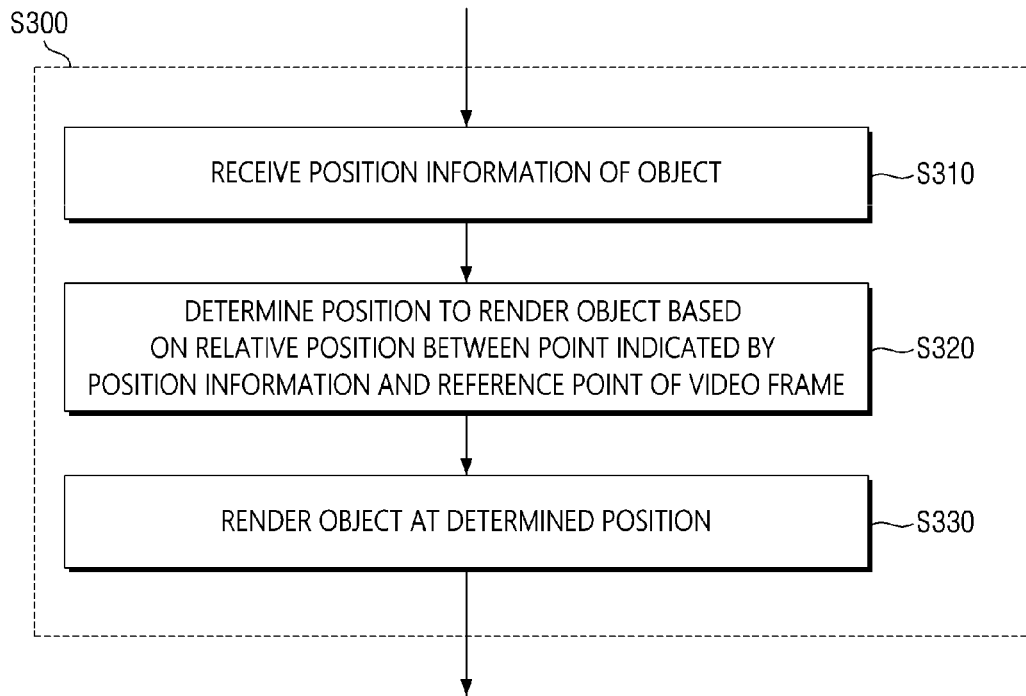 S300
RECEIVE POSITION INFORMATION OF OBJECT
S310
DETERMINE POSITION TO RENDER OBJECT BASED
ON RELATIVE POSITION BETWEEN POINT INDICATED BY
POSITION INFORMATION AND REFERENCE POINT OF VIDEO FRAME
S320
RENDER OBJECT AT DETERMINED POSITION
S330